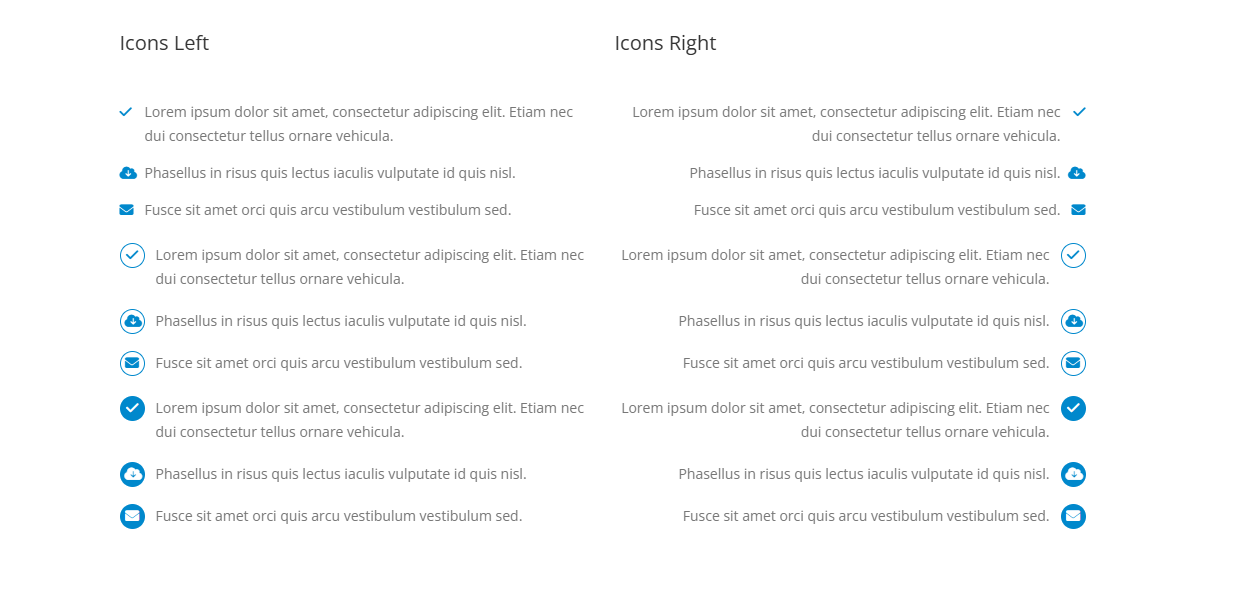 Icons Left
Lorem ipsum dolor sit amet, consectetur adipiscing elit. Etiam nec
dui consectetur tellus ornare vehicula.
Phasellus in risus quis lectus iaculis vulputate id quis nisl.
Fusce sit amet orci quis arcu vestibulum vestibulum sed.
Lorem ipsum dolor sit amet, consectetur adipiscing elit. Etiam nec
dui consectetur tellus ornare vehicula.
Phasellus in risus quis lectus iaculis vulputate id quis nisl.
Fusce sit amet orci quis arcu vestibulum vestibulum sed.
Lorem ipsum dolor sit amet, consectetur adipiscing elit. Etiam nec
dui consectetur tellus ornare vehicula.
Phasellus in risus quis lectus iaculis vulputate id quis nisl.
Fusce sit amet orci quis arcu vestibulum vestibulum sed.
Icons Right
Lorem ipsum dolor sit amet, consectetur adipiscing elit. Etiam nec
dui consectetur tellus ornare vehicula.
Phasellus in risus quis lectus iaculis vulputate id quis nisl.
Fusce sit amet orci quis arcu vestibulum vestibulum sed.
Lorem ipsum dolor sit amet, consectetur adipiscing elit. Etiam nec
dui consectetur tellus ornare vehicula.
Phasellus in risus quis lectus iaculis vulputate id quis nisl.
Fusce sit amet orci quis arcu vestibulum vestibulum sed.
Lorem ipsum dolor sit amet, consectetur adipiscing elit. Etiam nec
dui consectetur tellus ornare vehicula.
Phasellus in risus quis lectus iaculis vulputate id quis nisl.
Fusce sit amet orci quis arcu vestibulum vestibulum sed.